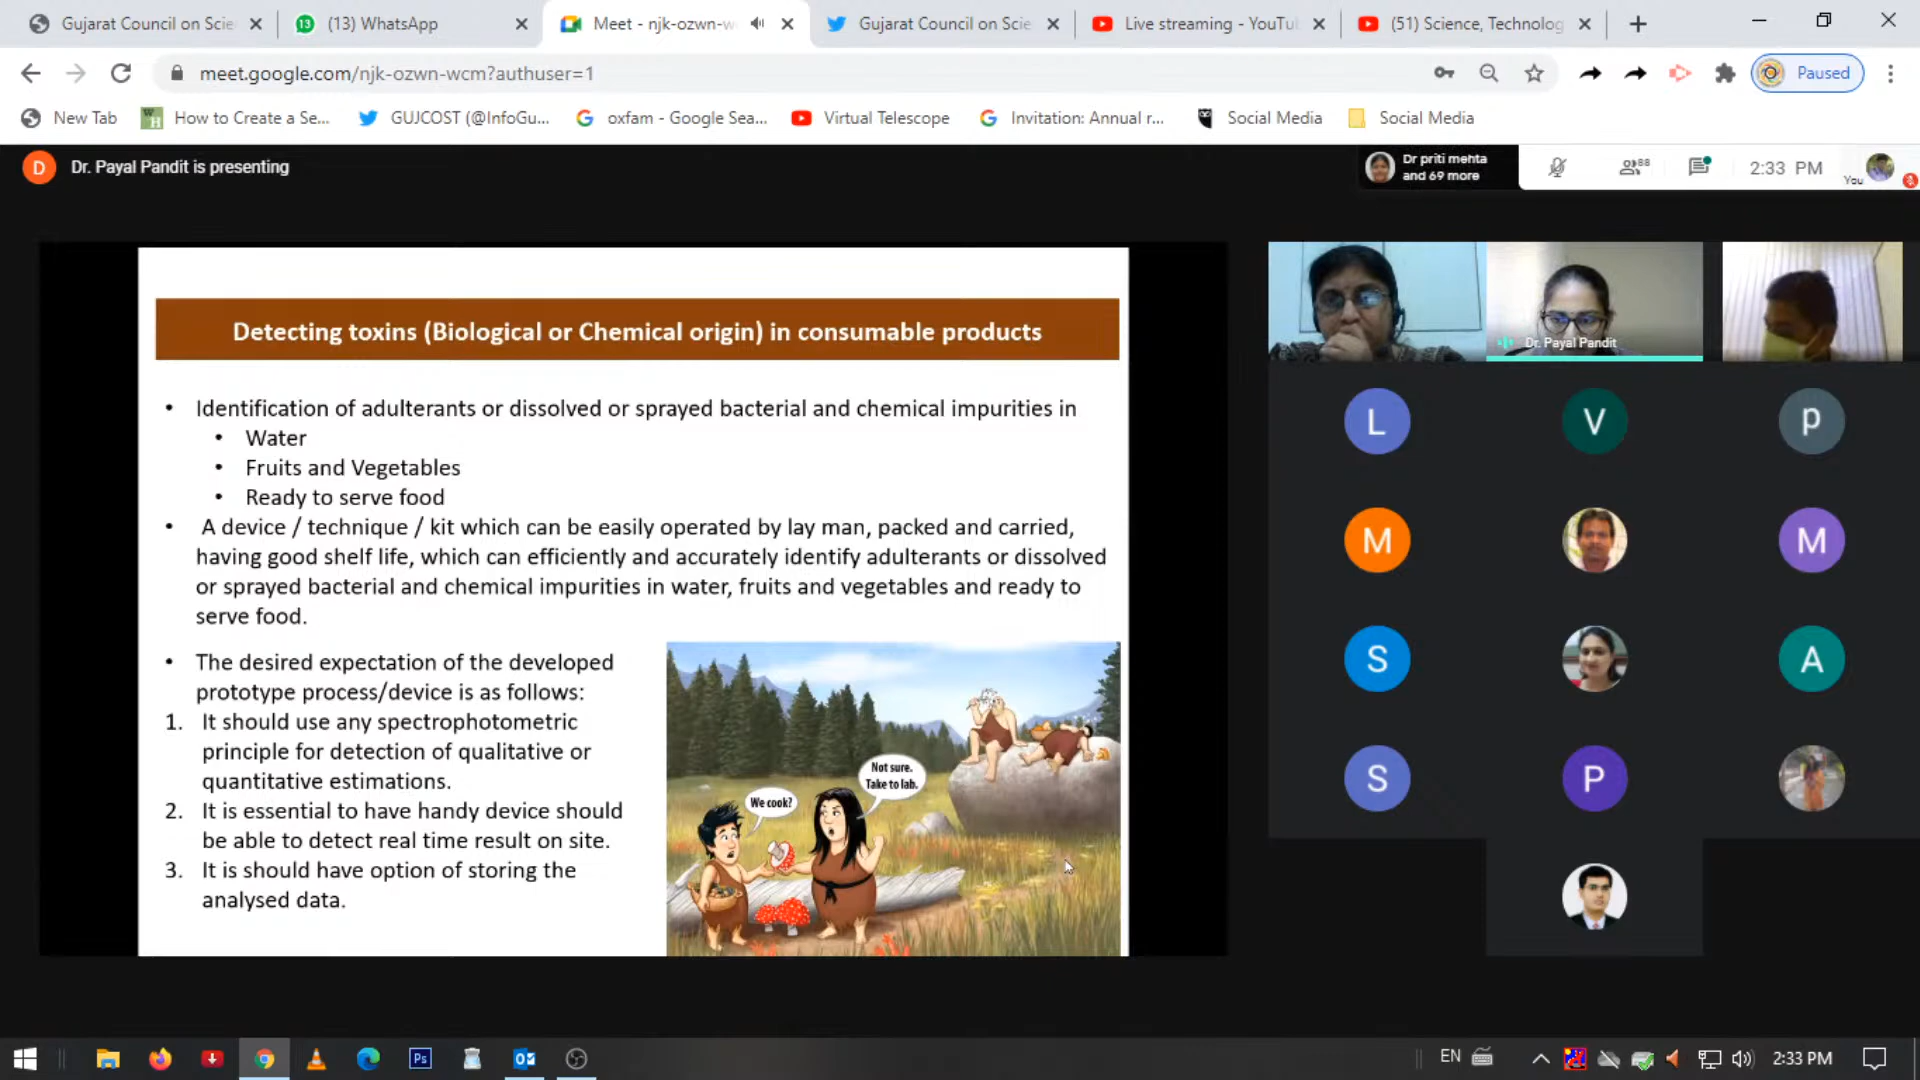 Gujarat Council on Scie
(13) WhatsApp
Meet - njk-ozwn-w
Gujarat Council on Scie
Live streaming - YouTu
(51) Science, Technolog
meet.google.com/njk-ozwn-wcm?authuser=1
Paused
New Tab
How to Create a Se...
GUJCOST (@InfoGu...
oxfam - Google Sea...
Virtual Telescope
Invitation: Annual r...
Social Media
Social Media
D
Dr. Payal Pandit is presenting
Dr priti mehta
and 69 more
88
2:33 PM
You
Detecting toxins (Biological or Chemical origin) in consumable products
• Identification of adulterants or dissolved or sprayed bacterial and chemical impurities in
• Water
• Fruits and Vegetables
• Ready to serve food
• A device / technique / kit which can be easily operated by lay man, packed and carried,
having good shelf life, which can efficiently and accurately identify adulterants or dissolved
or sprayed bacterial and chemical impurities in water, fruits and vegetables and ready to
serve food.
• The desired expectation of the developed
prototype process/device is as follows:
1. It should use any spectrophotometric
principle for detection of qualitative or
quantitative estimations.
2. It is essential to have handy device should
be able to detect real time result on site.
3. It is should have option of storing the
analysed data.
We cook?
Not sure.
Take to lab.
Dr. Payal Pandit
L
V
p
M
M
S
A
S
P
Ps
EN
2:33 PM